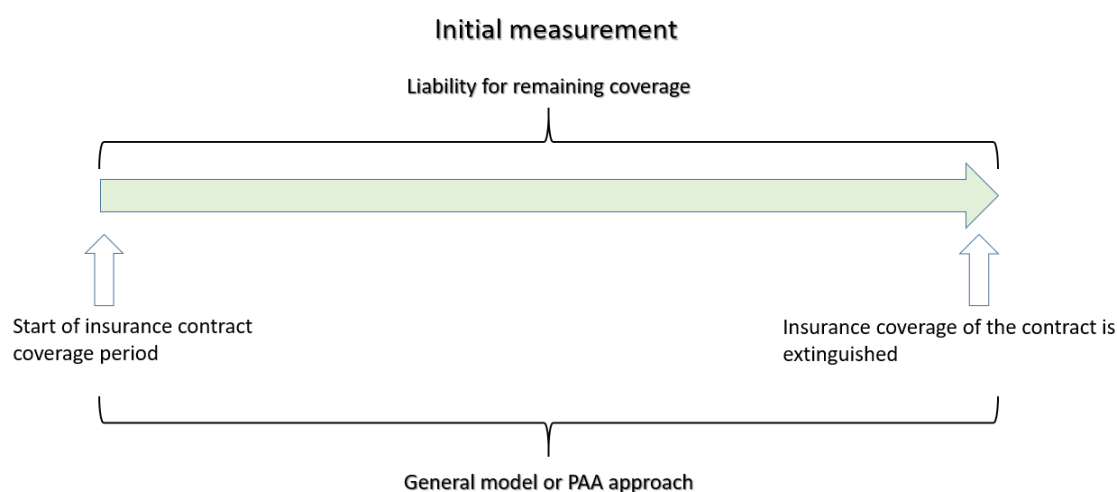 Initial measurement
Liability for remaining coverage
Start of insurance contract
coverage period
Insurance coverage of the contract is
extinguished
General model or PAA approach